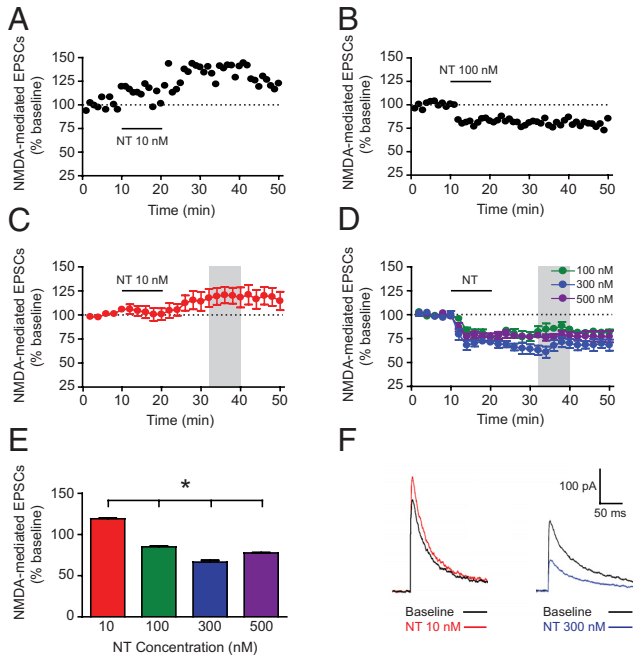 A
NMDA-mediated EPSCs
(% baseline)
150
125
100
75
50
25
NT 10 nM
0 10 20 30 40 50
Time (min)
B
NMDA-mediated EPSCs
(% baseline)
150
125
100
75
50
25
NT 100 nM
0 10 20 30 40 50
Time (min)
C
NMDA-mediated EPSCs
(% baseline)
150
125
100
75
50
25
NT 10 nM
0 10 20 30 40 50
Time (min)
D
NMDA-mediated EPSCs
(% baseline)
150
125
100
75
50
25
NT
100 nM
300 nM
500 nM
0 10 20 30 40 50
Time (min)
E
NMDA-mediated EPSCs
(% baseline)
150
100
50
0
*
10 100 300 500
NT Concentration (nM)
F
100 pA
50 ms
Baseline
NT 10 nM
Baseline
NT 300 nM